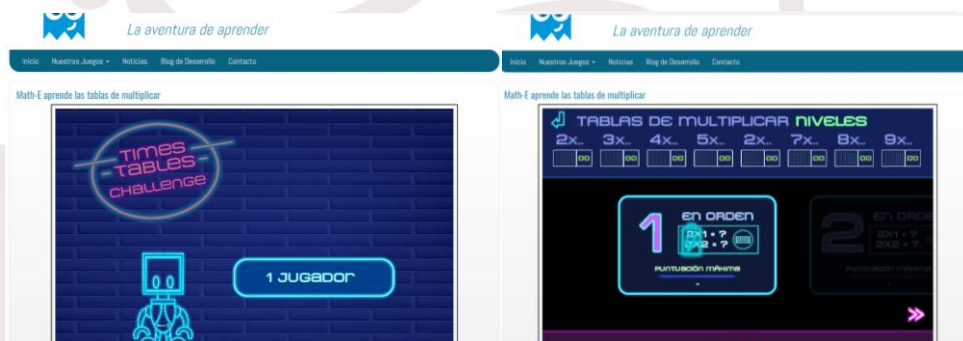 La aventura de aprender
Inicio Nuestros Juegos Noticias Blog de Desarrollo Contacto
Math-E aprende las tablas de multiplicar
TIMES
TABLES
CHALLENGE
1 JUGADOR
La aventura de aprender
Inicio Nuestros Juegos Noticias Blog de Desarrollo Contacto
Math-E aprende las tablas de multiplicar
TABLAS DE MULTIPLICAR NIVELES
2x.. 3x.. 4x.. 5x.. 2x.. 7x.. 8x.. 9x..
00 00 00 00 00 00 00 00
1
EN ORDEN
2X1 = ?
2X2 = ?
PUNTUACIÓN MÁXIMA
-
2
EN ORDE
2X1 = ?
2X2 = ?
PUNTUACIÓN MÁXIMA
-